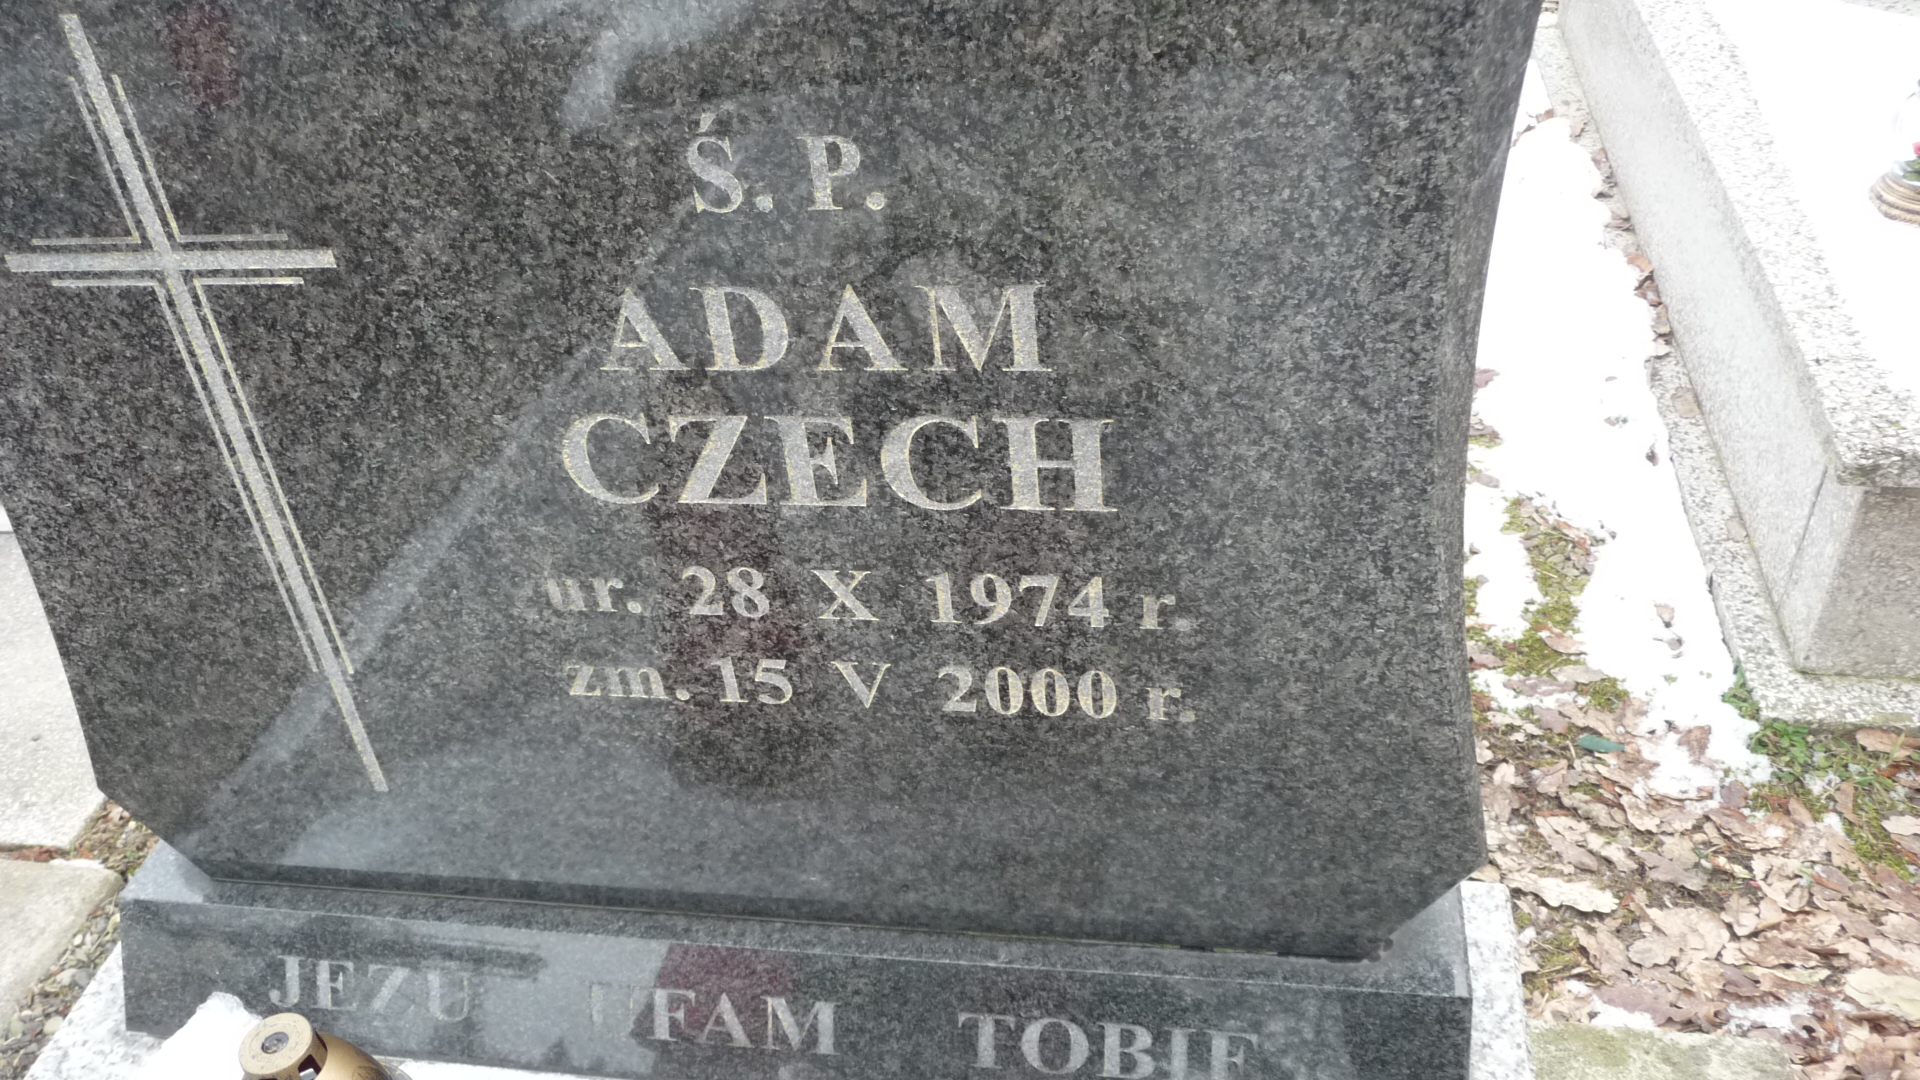 Ś. P.
ADAM
CZECH
ur. 28 X 1974 r.
zm. 15 V 2000 r.
JEZU UFAM TOBIE